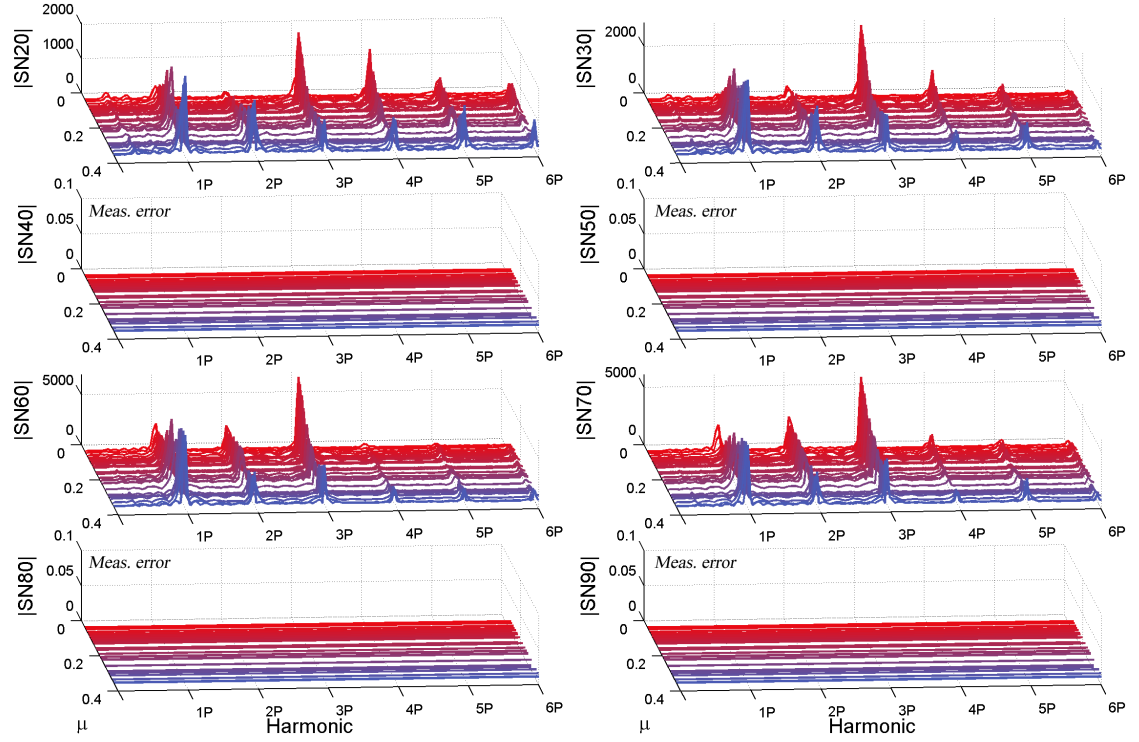 |SN20|
2000
1000
0
0
0.2
0.4
1P
2P
3P
4P
5P
6P
|SN30|
2000
0
0
0.2
0.4
1P
2P
3P
4P
5P
6P
|SN40|
0.1
0.05
0
0
0.2
0.4
Meas. error
1P
2P
3P
4P
5P
6P
|SN50|
0.1
0.05
0
0
0.2
0.4
Meas. error
1P
2P
3P
4P
5P
6P
|SN60|
5000
0
0
0.2
0.4
1P
2P
3P
4P
5P
6P
|SN70|
5000
0
0
0.2
0.4
1P
2P
3P
4P
5P
6P
|SN80|
0.1
0.05
0
0
0.2
0.4
Meas. error
1P
2P
3P
4P
5P
6P
μ
Harmonic
|SN90|
0.1
0.05
0
0
0.2
0.4
Meas. error
1P
2P
3P
4P
5P
6P
μ
Harmonic